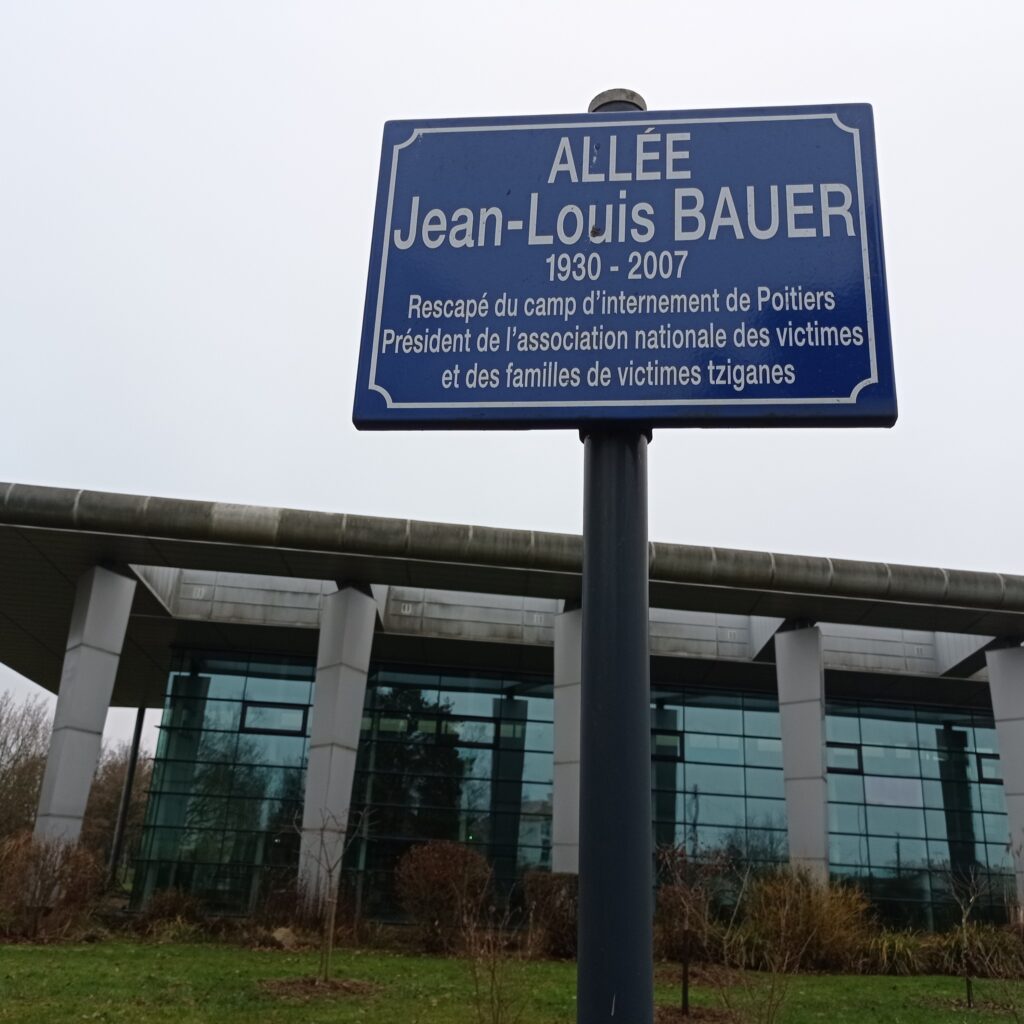 ALLÉE
Jean-Louis BAUER
1930 - 2007
Rescapé du camp d'internement de Poitiers
Président de l'association nationale des victimes
et des familles de victimes tziganes